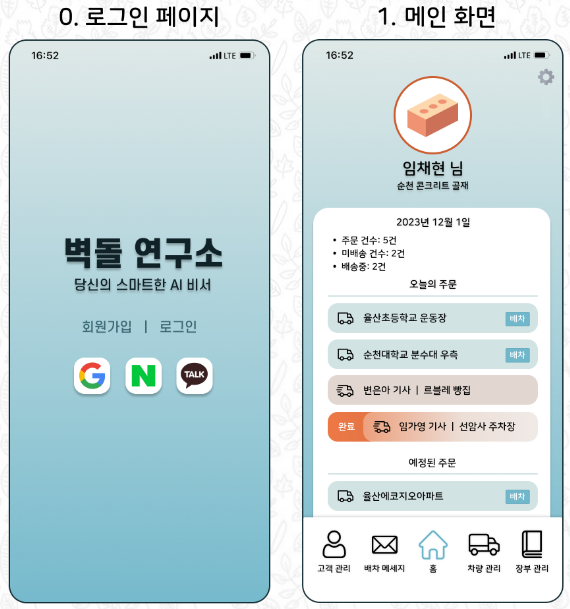 0. 로그인 페이지
16:52
LTE
벽돌 연구소
당신의 스마트한 AI 비서
회원가입 | 로그인
G N TALK
1. 메인 화면
16:52
LTE
임채현 님
순천 콘크리트 골재
2023년 12월 1일
• 주문 건수: 5건
• 미배송 건수: 2건
• 배송중: 2건
오늘의 주문
율산초등학교 운동장 배차
순천대학교 분수대 우측 배차
변은아 기사 | 르블레 빵집
완료 임가영 기사 | 선암사 주차장
예정된 주문
율산에코지오아파트 배차
고객 관리 배차 메세지 홈 차량 관리 장부 관리